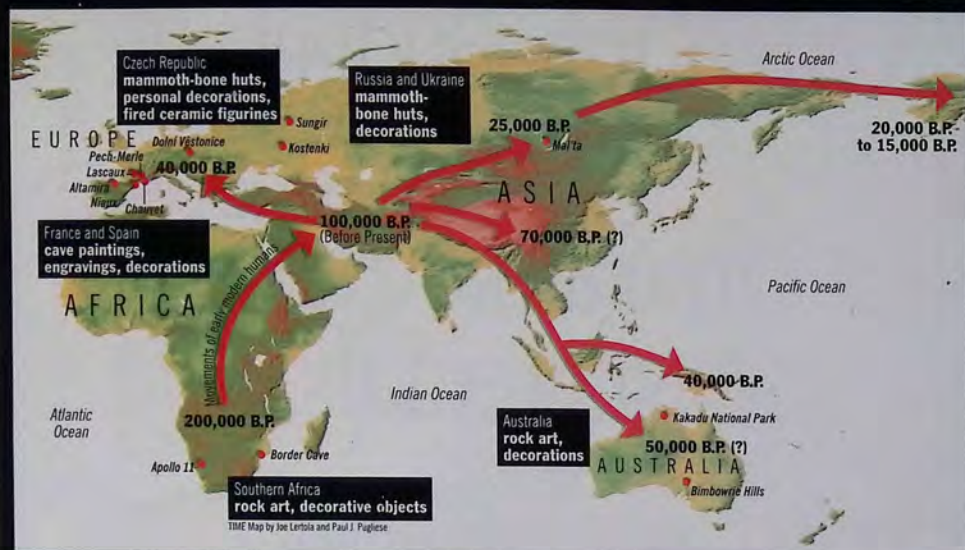 Arctic Ocean
Czech Republic
mammoth-bone huts,
personal decorations,
fired ceramic figurines
Russia and Ukraine
mammoth-
bone huts,
decorations
EUROPE
Sungir
Kostenki
Dolni Věstonice
Pech-Merle
Lascaux
Altamira
Niaux
Chauvet
40,000 B.P.
25,000 B.P.
Mal'ta
20,000 B.P.-
to 15,000 B.P.
ASIA
100,000 B.P.
(Before Present)
70,000 B.P. (?)
France and Spain
cave paintings,
engravings, decorations
Movements of early modern humans
AFRICA
Pacific Ocean
Indian Ocean
40,000 B.P.
Atlantic
Ocean
200,000 B.P.
Apollo 11
Border Cave
Australia
rock art,
decorations
Kakadu National Park
50,000 B.P. (?)
AUSTRALIA
Bimbowrie Hills
Southern Africa
rock art, decorative objects
TIME Map by Joe Lertola and Paul J. Pugliese